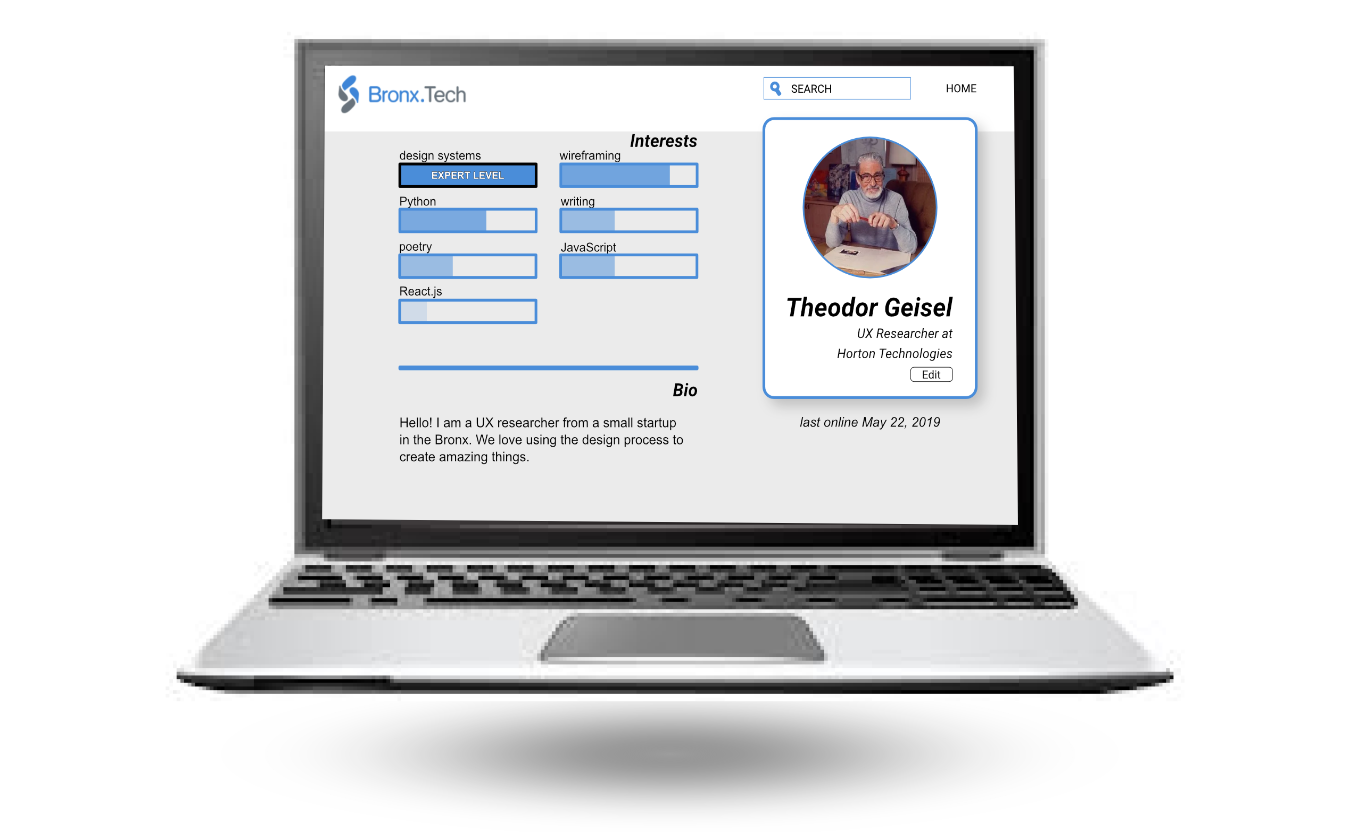 Bronx.Tech
SEARCH
HOME
Interests
design systems
wireframing
EXPERT LEVEL
Python
writing
poetry
JavaScript
React.js
Bio
Hello! I am a UX researcher from a small startup
in the Bronx. We love using the design process to
create amazing things.
Theodor Geisel
UX Researcher at
Horton Technologies
Edit
last online May 22, 2019